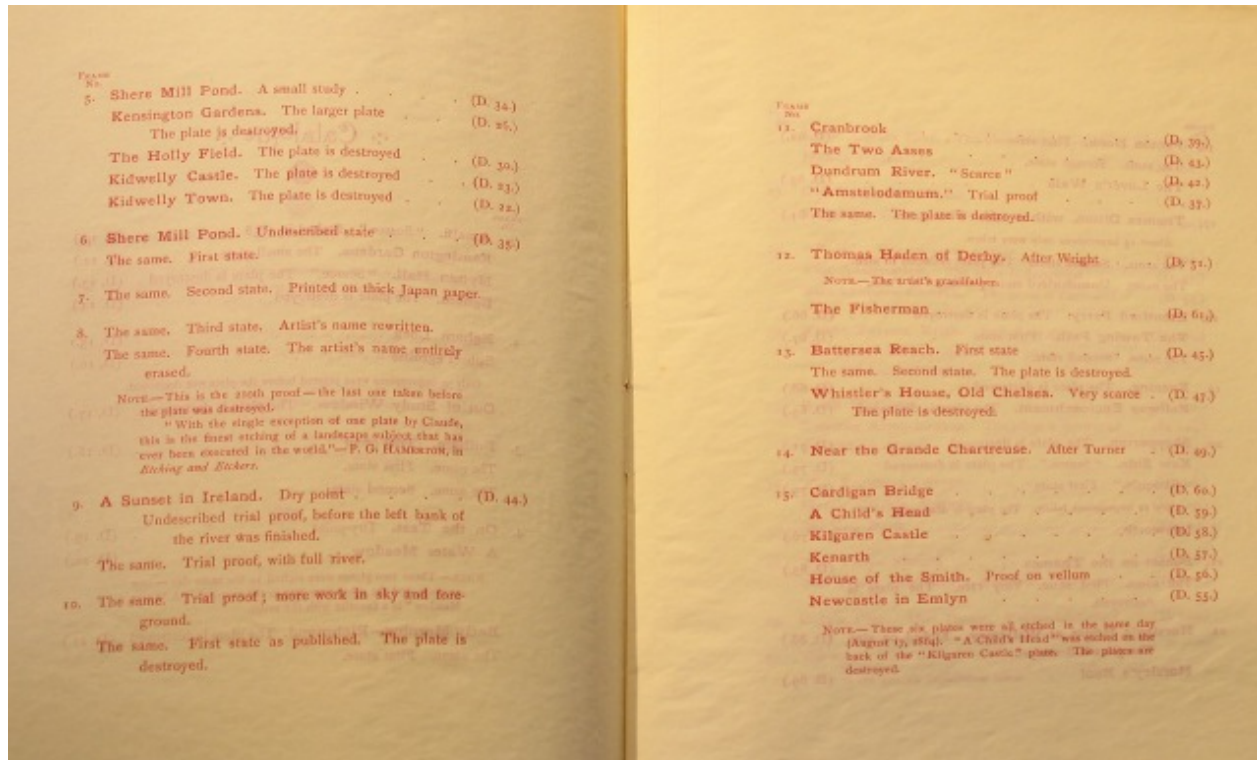 FRAME
No.
5. Shere Mill Pond. A small study . . . . (D. 34.)
Kensington Gardens. The larger plate . . (D. 26.)
The plate is destroyed.
The Holly Field. The plate is destroyed . . (D. 30.)
Kidwelly Castle. The plate is destroyed . . (D. 23.)
Kidwelly Town. The plate is destroyed . . (D. 22.)
6. Shere Mill Pond. Undescribed state . . . (D. 35.)
The same. First state.
7. The same. Second state. Printed on thick Japan paper.
8. The same. Third state. Artist's name rewritten.
The same. Fourth state. The artist's name entirely
erased.
NOTE.—This is the 200th proof—the last one taken before
the plate was destroyed.
"With the single exception of one plate by Claude,
this is the finest etching of a landscape subject that has
ever been executed in the world."—P. G. HAMERTON, in
Etching and Etchers.
9. A Sunset in Ireland. Dry point . . . . (D. 44.)
Undescribed trial proof, before the left bank of
the river was finished.
The same. Trial proof, with full river.
10. The same. Trial proof; more work in sky and fore-
ground.
The same. First state as published. The plate is
destroyed.
FRAME
No.
11. Cranbrook . . . . . . (D. 39.)
The Two Asses . . . . . (D. 43.)
Dundrum River. "Scarce" . . . . (D. 42.)
"Amstelodamum." Trial proof . . . (D. 37.)
The same. The plate is destroyed.
12. Thomas Haden of Derby. After Wright . . (D. 51.)
NOTE.—The artist's grandfather.
The Fisherman . . . . . (D. 61.)
13. Battersea Reach. First state . . . . (D. 45.)
The same. Second state. The plate is destroyed.
Whistler's House, Old Chelsea. Very scarce . (D. 47.)
The plate is destroyed.
14. Near the Grande Chartreuse. After Turner . (D. 49.)
15. Cardigan Bridge . . . . . . (D. 60.)
A Child's Head . . . . . . (D. 59.)
Kilgaren Castle . . . . . . (D. 58.)
Kenarth . . . . . . . (D. 57.)
House of the Smith. Proof on vellum . . (D. 56.)
Newcastle in Emlyn . . . . . (D. 55.)
NOTE.—These six plates were all etched in the same day
(August 17, 1864). "A Child's Head" was etched on the
back of the "Kilgaren Castle" plate. The plates are
destroyed.